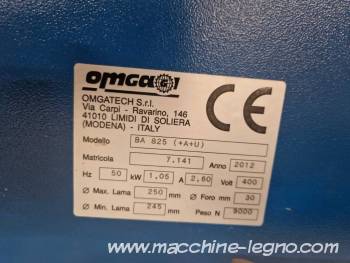 omga
OMGATECH S.r.l.
Via Carpi - Ravarino, 146
41010 LIMIDI DI SOLIERA
(MODENA) - ITALY
CE
Modello BA 825 (+A+U)
Matricola 7.141 Anno 2012
Hz 50 kW 1.05 A 2,60 Volt 400
Ø Max. Lama 250 mm Ø Foro mm 30
Ø Min. Lama 245 mm Peso N 9000
www.macchine-legno.com